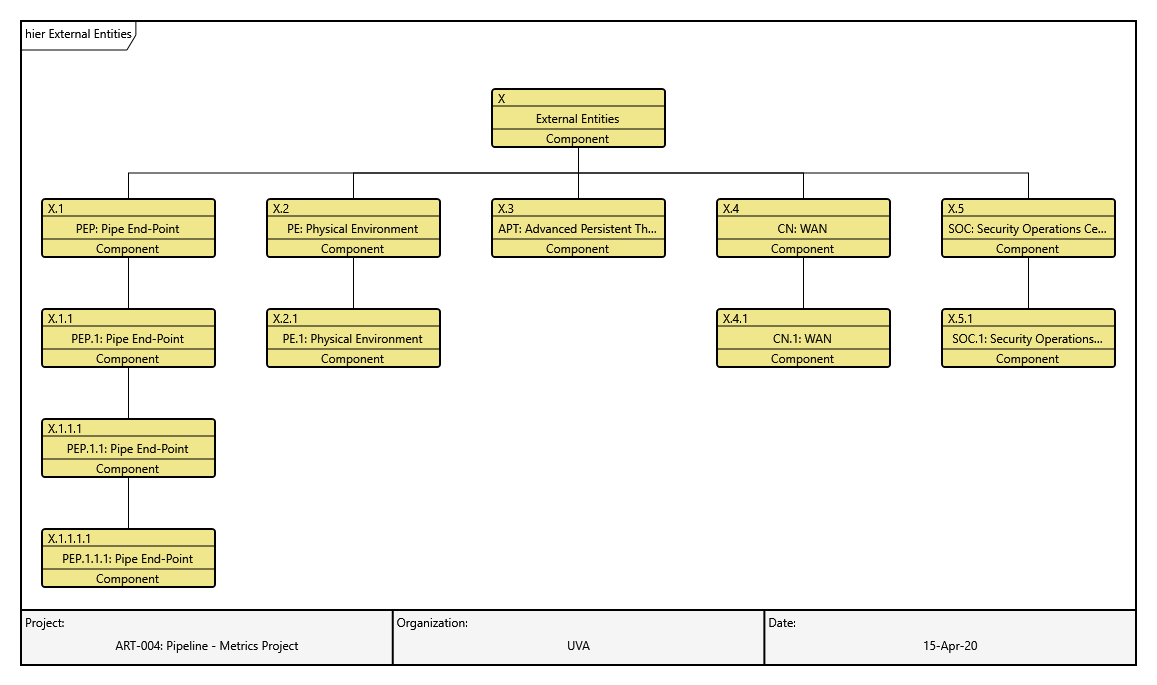 hier External Entities
X
External Entities
Component
X.1
PEP: Pipe End-Point
Component
X.2
PE: Physical Environment
Component
X.3
APT: Advanced Persistent Th...
Component
X.4
CN: WAN
Component
X.5
SOC: Security Operations Ce...
Component
X.1.1
PEP.1: Pipe End-Point
Component
X.2.1
PE.1: Physical Environment
Component
X.4.1
CN.1: WAN
Component
X.5.1
SOC.1: Security Operations...
Component
X.1.1.1
PEP.1.1: Pipe End-Point
Component
X.1.1.1.1
PEP.1.1.1: Pipe End-Point
Component
Project:
ART-004: Pipeline - Metrics Project
Organization:
UVA
Date:
15-Apr-20